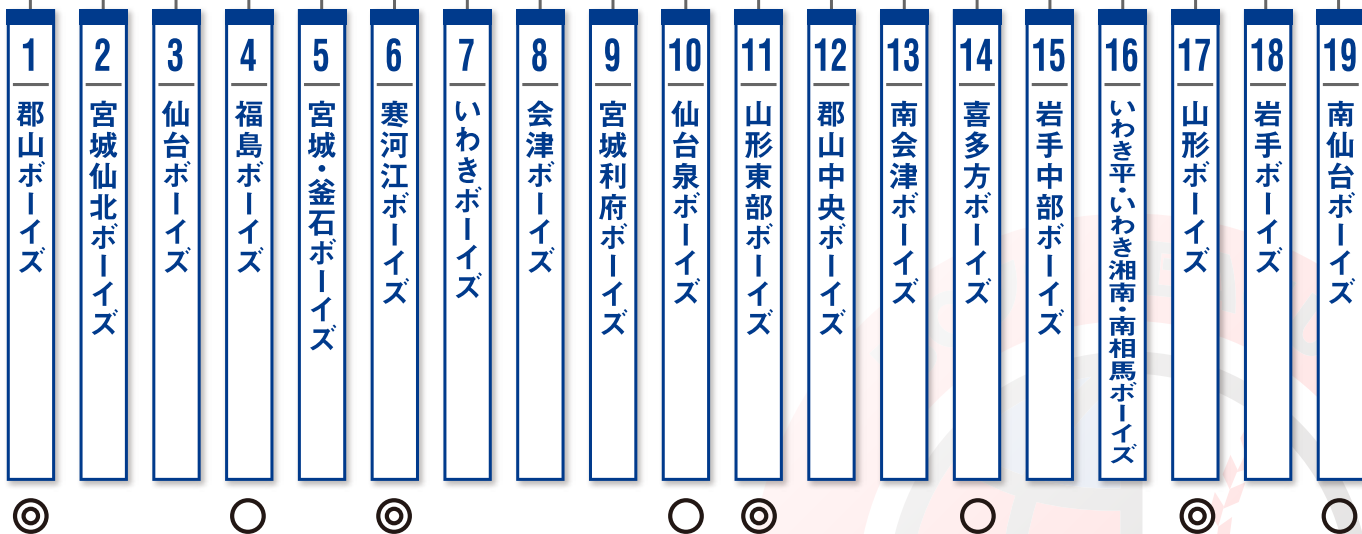 1
郡山ボーイズ
2
宮城仙北ボーイズ
3
仙台ボーイズ
4
福島ボーイズ
5
宮城・釜石ボーイズ
6
寒河江ボーイズ
7
いわきボーイズ
8
会津ボーイズ
9
宮城利府ボーイズ
10
仙台泉ボーイズ
11
山形東部ボーイズ
12
郡山中央ボーイズ
13
南会津ボーイズ
14
喜多方ボーイズ
15
岩手中部ボーイズ
16
いわき平・いわき湘南・南相馬ボーイズ
17
山形ボーイズ
18
岩手ボーイズ
19
南仙台ボーイズ
◎
○
◎
○
◎
○
◎
○